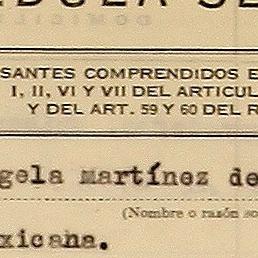 SANTES COMPRENDIDOS E
I, II, VI Y VII DEL ARTICUL
Y DEL ART. 59 Y 60 DEL R
gela martínez de
(Nombre o razón so
xicana.